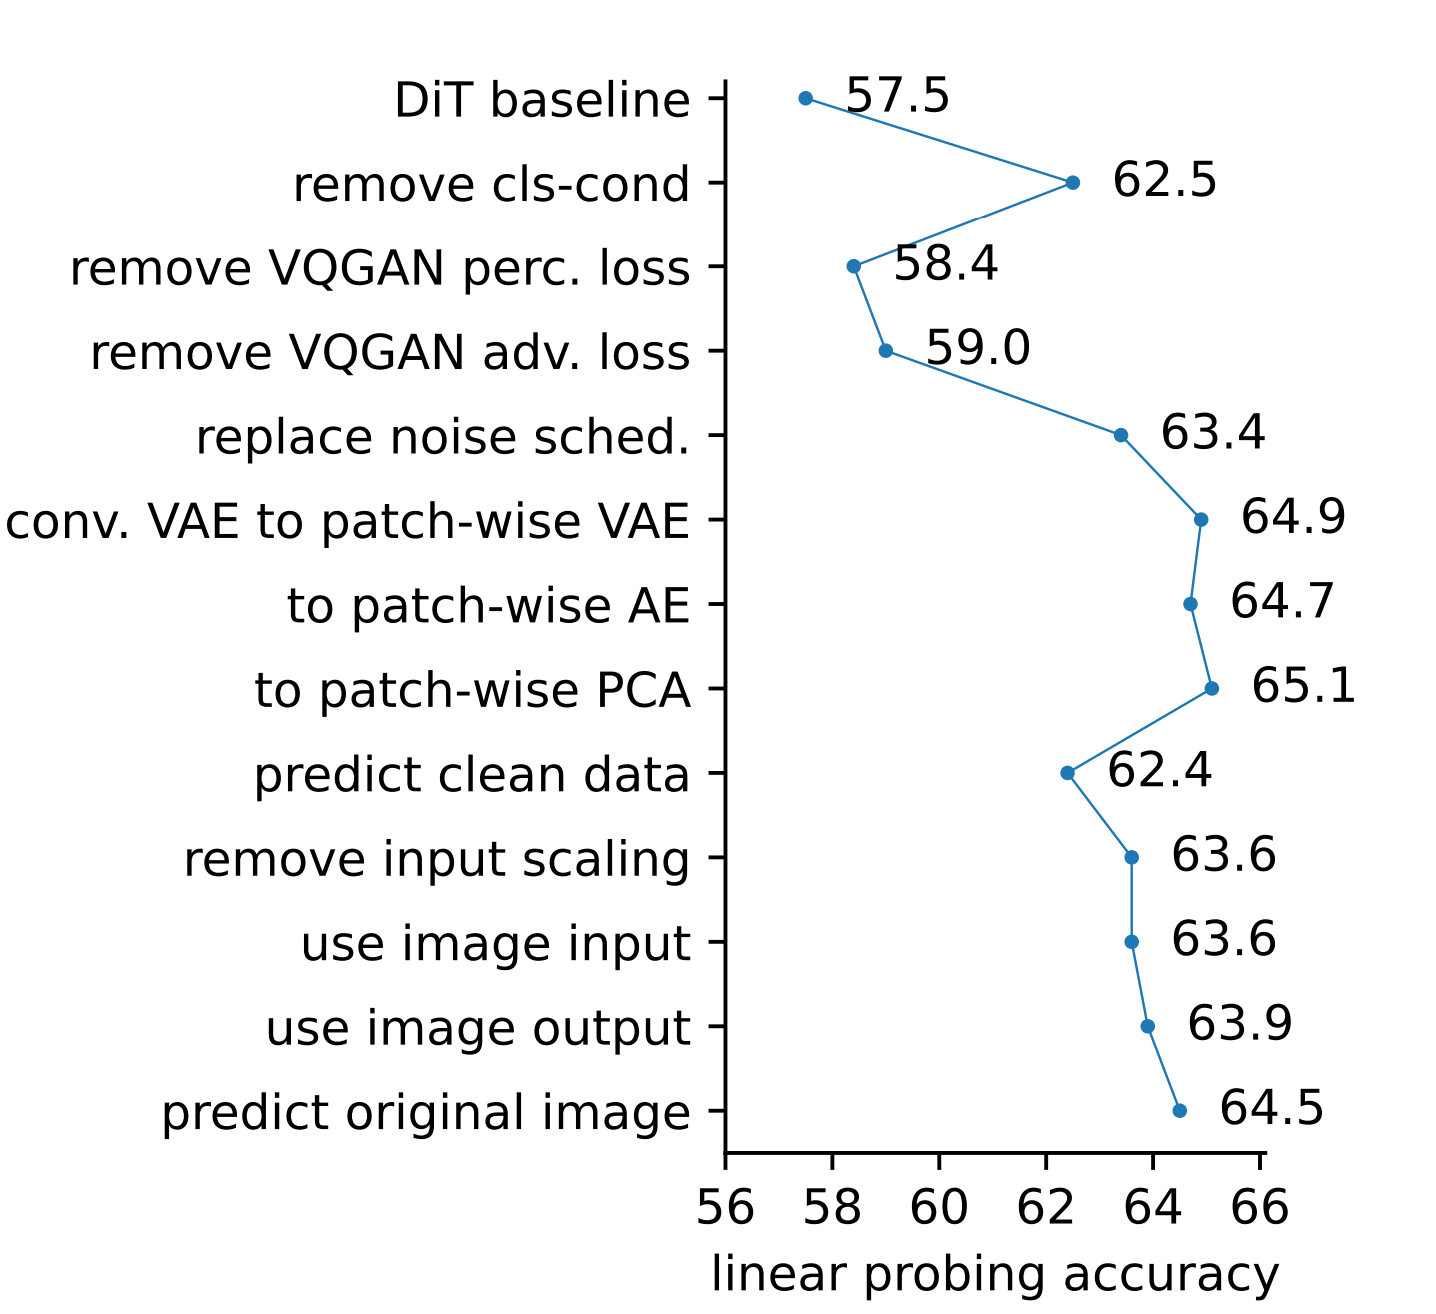 DiT baseline 57.5
remove cls-cond 62.5
remove VQGAN perc. loss 58.4
remove VQGAN adv. loss 59.0
replace noise sched. 63.4
conv. VAE to patch-wise VAE 64.9
to patch-wise AE 64.7
to patch-wise PCA 65.1
predict clean data 62.4
remove input scaling 63.6
use image input 63.6
use image output 63.9
predict original image 64.5
56 58 60 62 64 66
linear probing accuracy